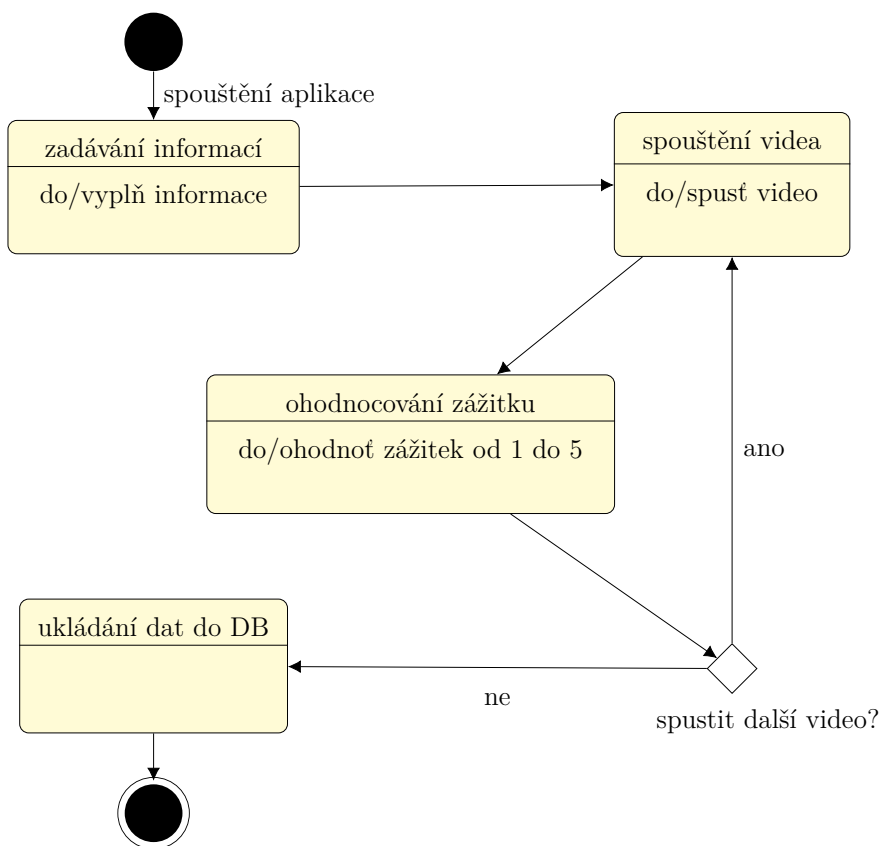 spouštění aplikace
zadávání informací
do/vyplň informace
spouštění videa
do/spusť video
ohodnocování zážitku
do/ohodnoť zážitek od 1 do 5
ano
ukládání dat do DB
ne
spustit další video?